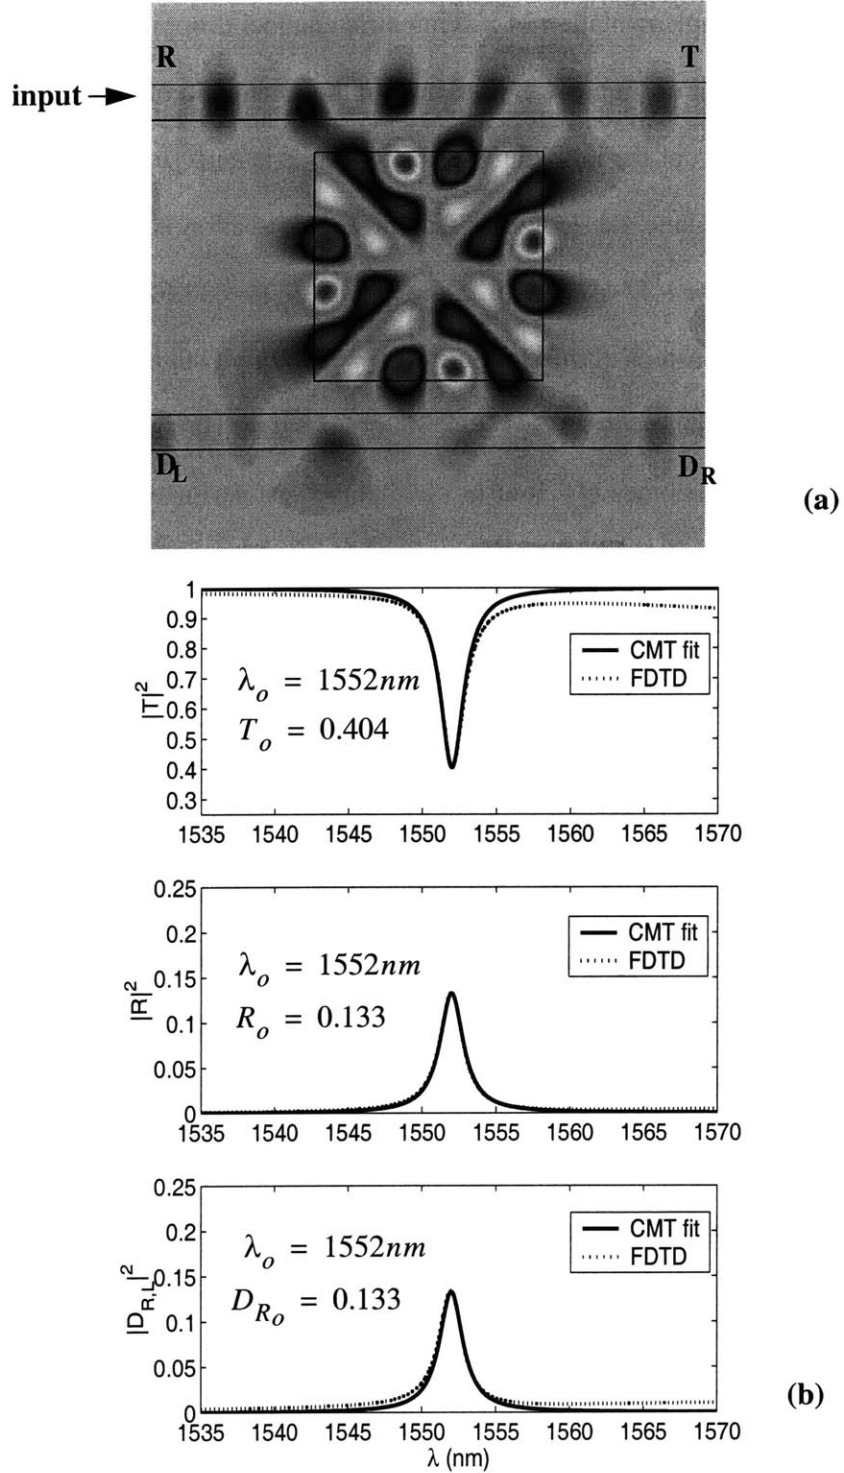 R T
input
D_L D_R
(a)
1
0.9
0.8
0.7
0.6
0.5
0.4
0.3
|T|²
λ_o = 1552nm
T_o = 0.404
CMT fit
FDTD
1535 1540 1545 1550 1555 1560 1565 1570
0.25
0.2
0.15
0.1
0.05
0
|R|²
λ_o = 1552nm
R_o = 0.133
CMT fit
FDTD
1535 1540 1545 1550 1555 1560 1565 1570
0.25
0.2
0.15
0.1
0.05
0
|D_R,L|²
λ_o = 1552nm
D_R_o = 0.133
CMT fit
FDTD
1535 1540 1545 1550 1555 1560 1565 1570
λ (nm)
(b)